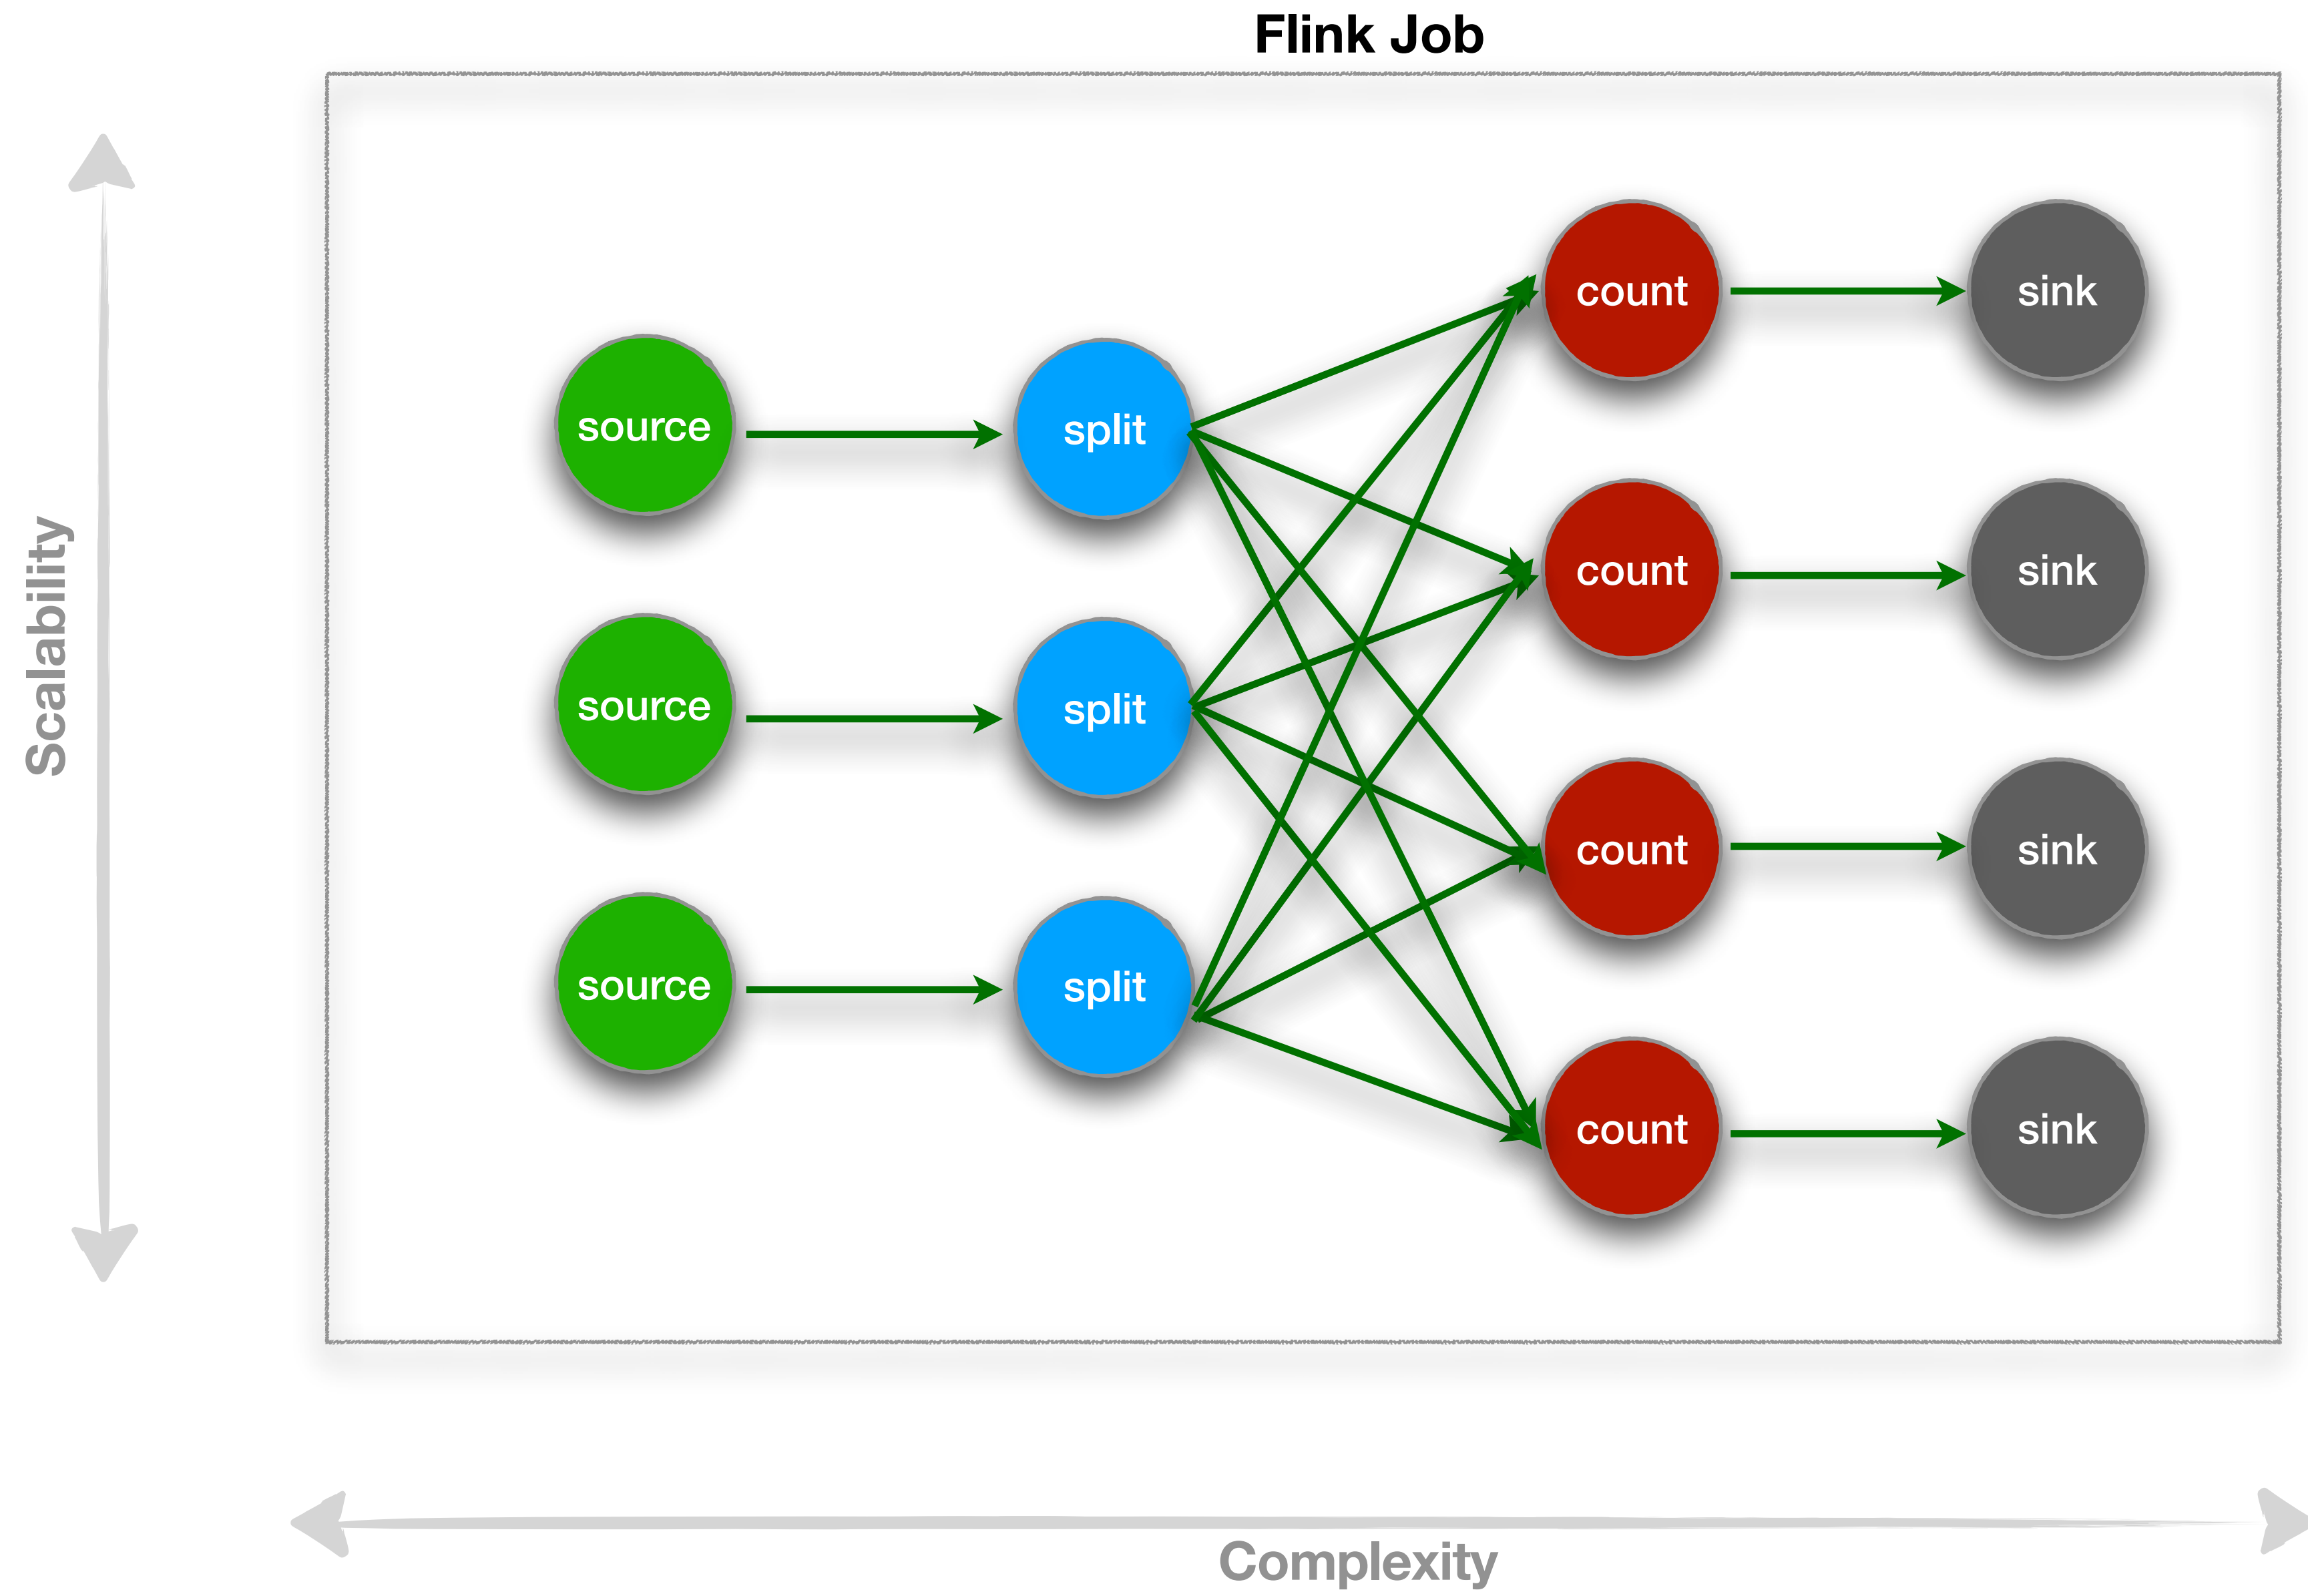 Flink Job
Scalability
source
split
count
sink
source
split
count
sink
source
split
count
sink
count
sink
Complexity